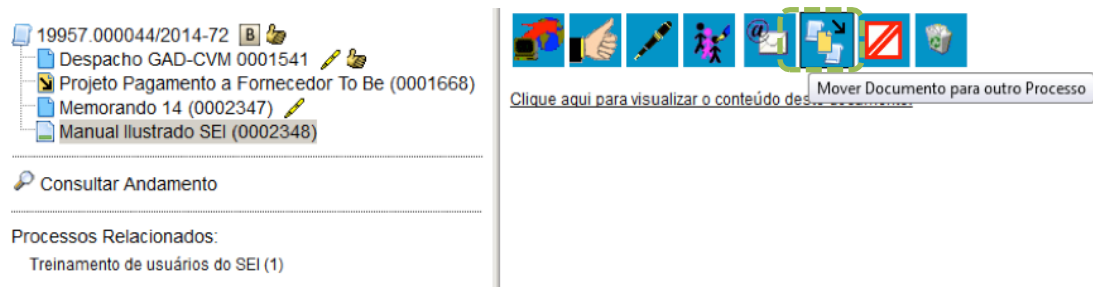 19957.000044/2014-72 B
Despacho GAD-CVM 0001541
Projeto Pagamento a Fornecedor To Be (0001668)
Memorando 14 (0002347)
Manual Ilustrado SEI (0002348)
Consultar Andamento
Processos Relacionados:
Treinamento de usuários do SEI (1)
Mover Documento para outro Processo
Clique aqui para visualizar o conteúdo deste documento.